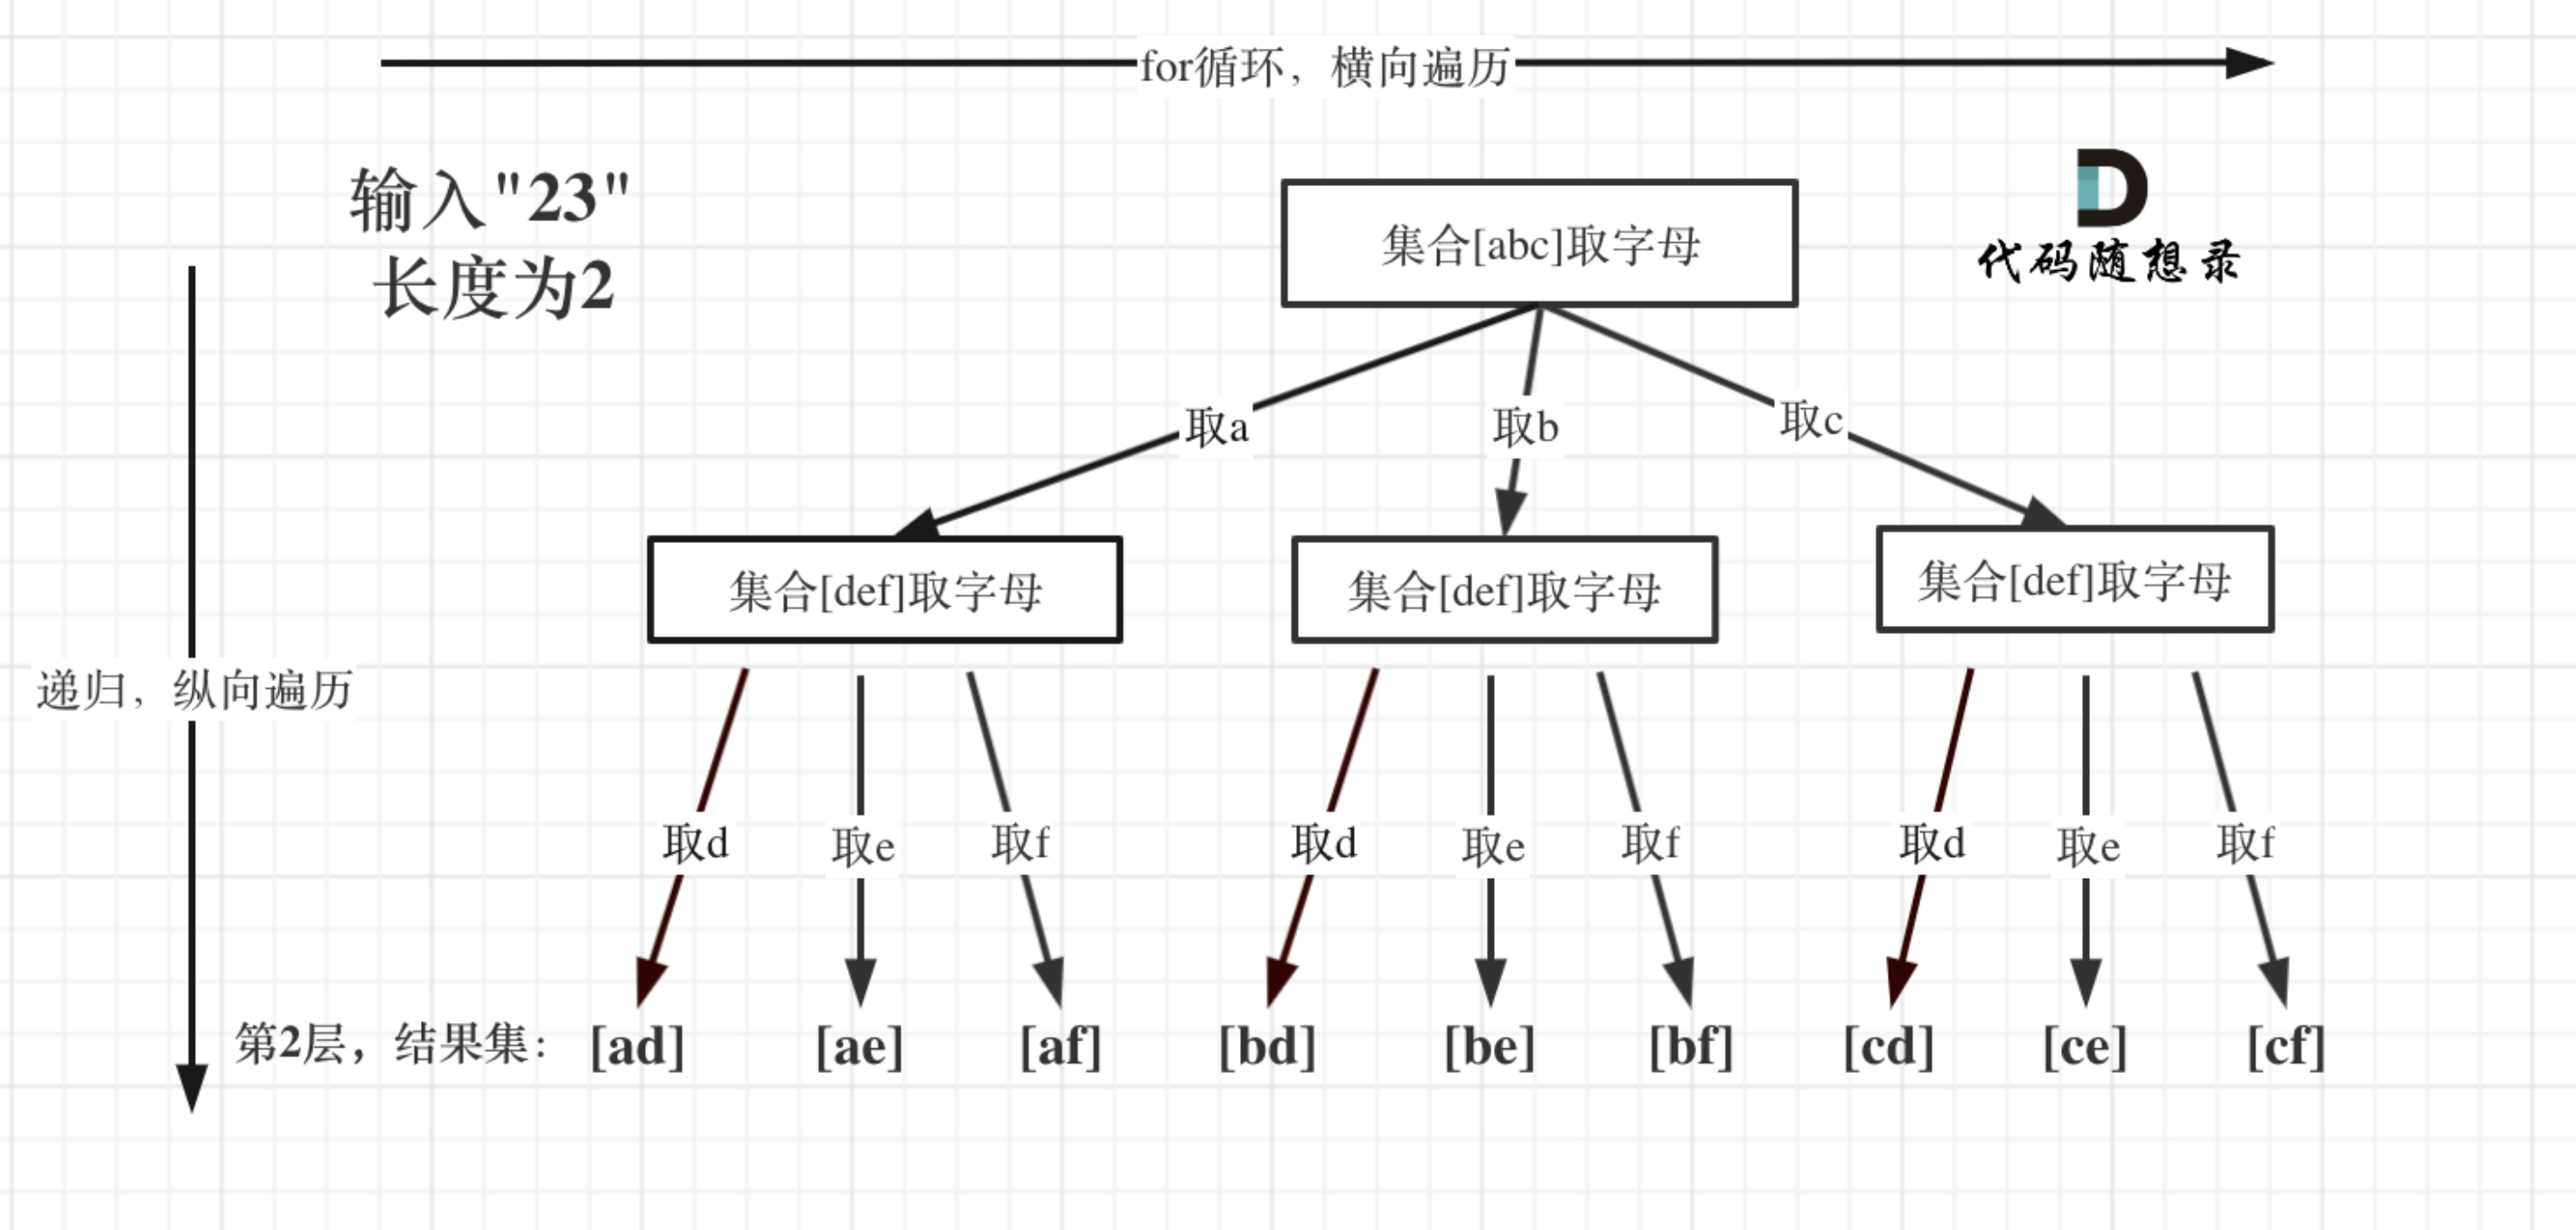 for循环，横向遍历
输入"23"
长度为2
集合[abc]取字母
代码随想录
取a
取b
取c
集合[def]取字母
集合[def]取字母
集合[def]取字母
递归，纵向遍历
取d
取e
取f
取d
取e
取f
取d
取e
取f
第2层，结果集：
[ad]
[ae]
[af]
[bd]
[be]
[bf]
[cd]
[ce]
[cf]